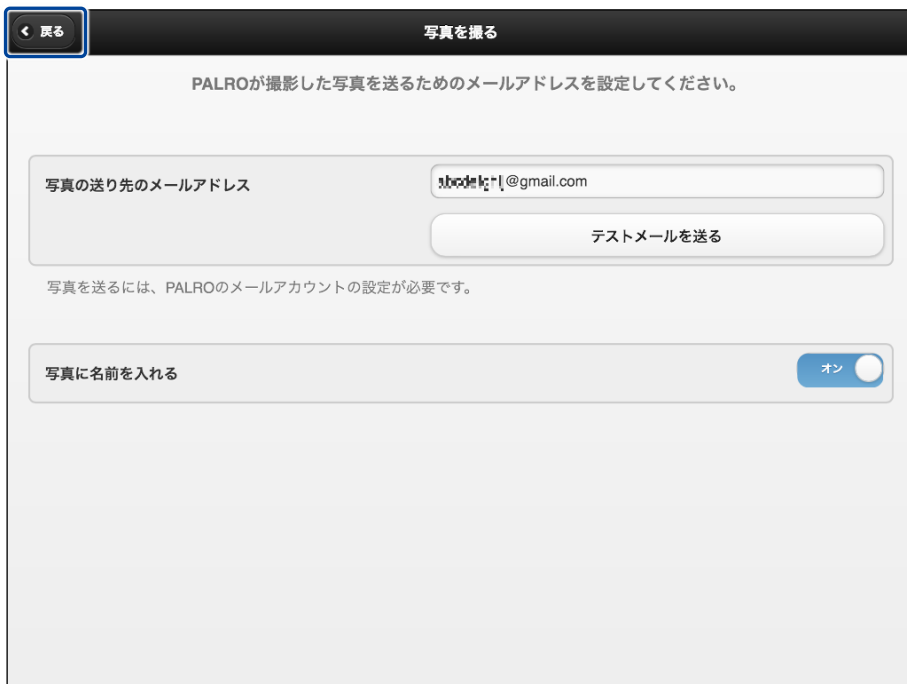 戻る
写真を撮る
PALROが撮影した写真を送るためのメールアドレスを設定してください。
写真の送り先のメールアドレス
@gmail.com
テストメールを送る
写真を送るには、PALROのメールアカウントの設定が必要です。
写真に名前を入れる
オン